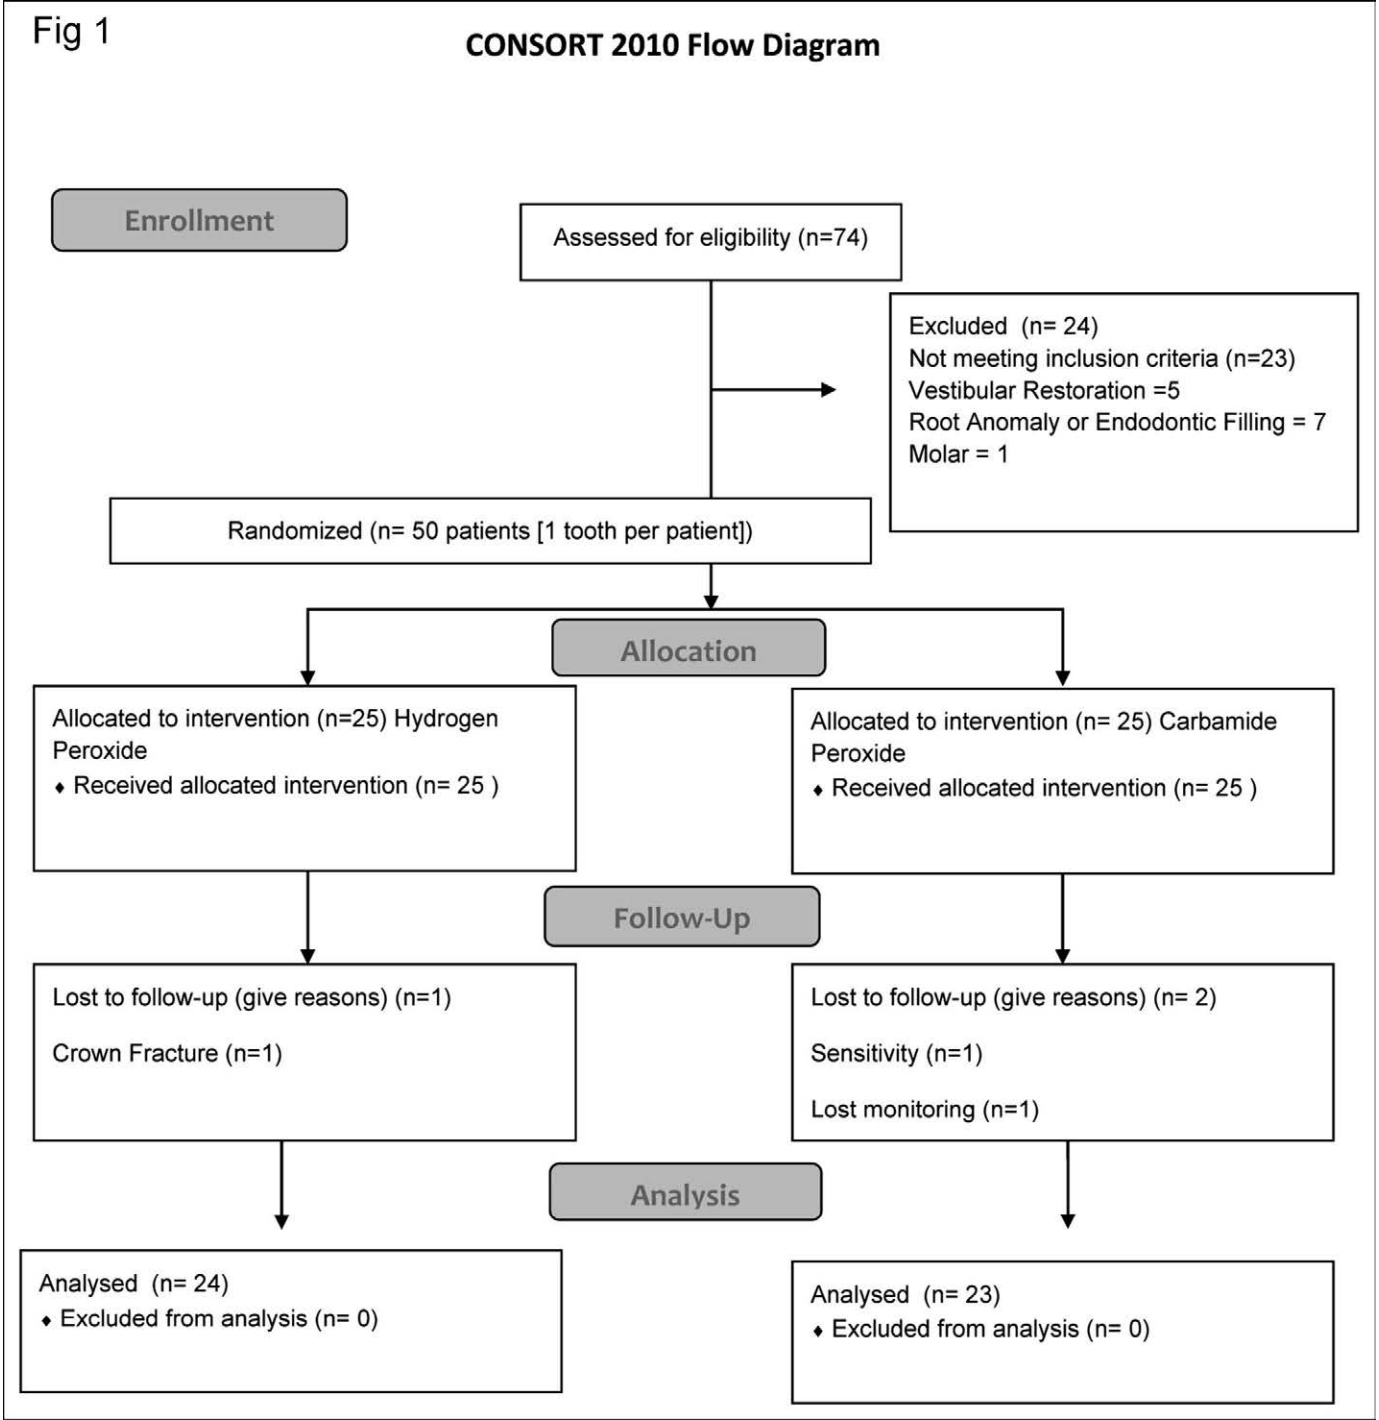 Fig 1
CONSORT 2010 Flow Diagram
Enrollment
Assessed for eligibility (n=74)
Excluded (n= 24)
Not meeting inclusion criteria (n=23)
Vestibular Restoration =5
Root Anomaly or Endodontic Filling = 7
Molar = 1
Randomized (n= 50 patients [1 tooth per patient])
Allocation
Allocated to intervention (n=25) Hydrogen
Peroxide
♦ Received allocated intervention (n= 25 )
Allocated to intervention (n= 25) Carbamide
Peroxide
♦ Received allocated intervention (n= 25 )
Follow-Up
Lost to follow-up (give reasons) (n=1)
Crown Fracture (n=1)
Lost to follow-up (give reasons) (n= 2)
Sensitivity (n=1)
Lost monitoring (n=1)
Analysis
Analysed (n= 24)
♦ Excluded from analysis (n= 0)
Analysed (n= 23)
♦ Excluded from analysis (n= 0)